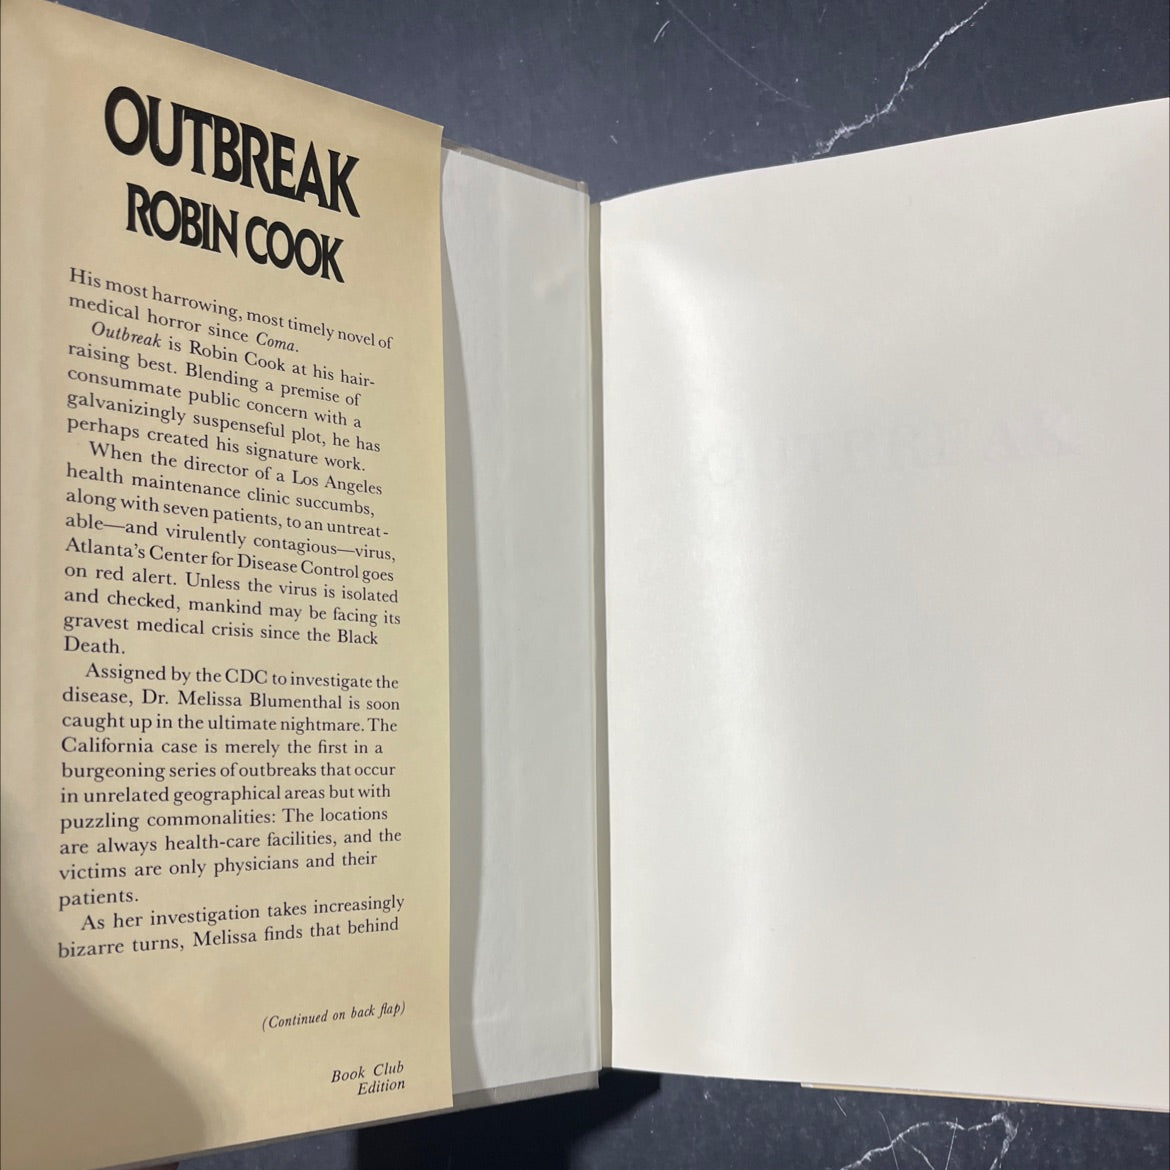 OUTBREAK
ROBIN COOK
His most harrowing, most timely novel of
medical horror since Coma.
Outbreak is Robin Cook at his hair-
raising best. Blending a premise of
consummate public concern with a
galvanizingly suspenseful plot, he has
perhaps created his signature work.
When the director of a Los Angeles
health maintenance clinic succumbs,
along with seven patients, to an untreat-
able—and virulently contagious—virus,
Atlanta's Center for Disease Control goes
on red alert. Unless the virus is isolated
and checked, mankind may be facing its
gravest medical crisis since the Black
Death.
Assigned by the CDC to investigate the
disease, Dr. Melissa Blumenthal is soon
caught up in the ultimate nightmare. The
California case is merely the first in a
burgeoning series of outbreaks that occur
in unrelated geographical areas but with
puzzling commonalities: The locations
are always health-care facilities, and the
victims are only physicians and their
patients.
As her investigation takes increasingly
bizarre turns, Melissa finds that behind
(Continued on back flap)
Book Club
Edition